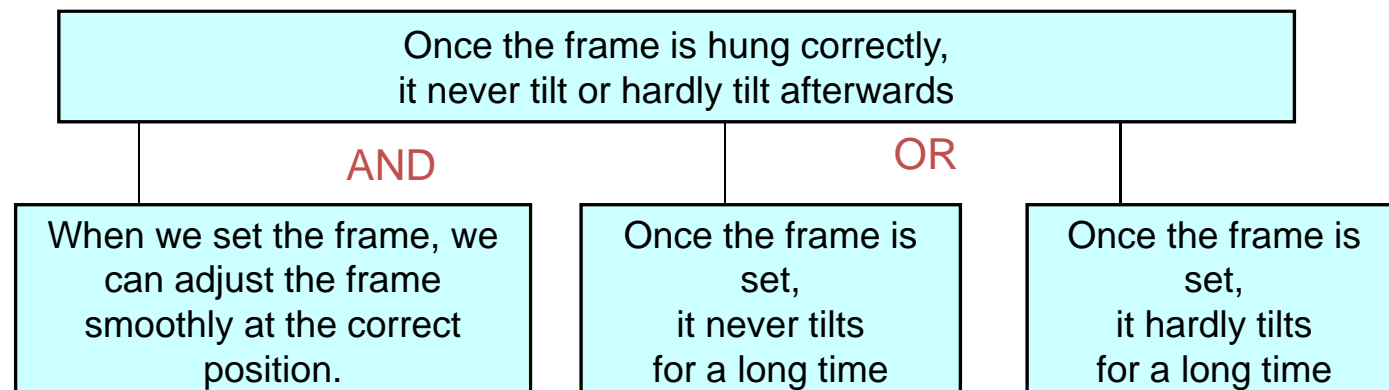 Once the frame is hung correctly,
it never tilt or hardly tilt afterwards
AND
OR
When we set the frame, we
can adjust the frame
smoothly at the correct
position.
Once the frame is
set,
it never tilts
for a long time
Once the frame is
set,
it hardly tilts
for a long time